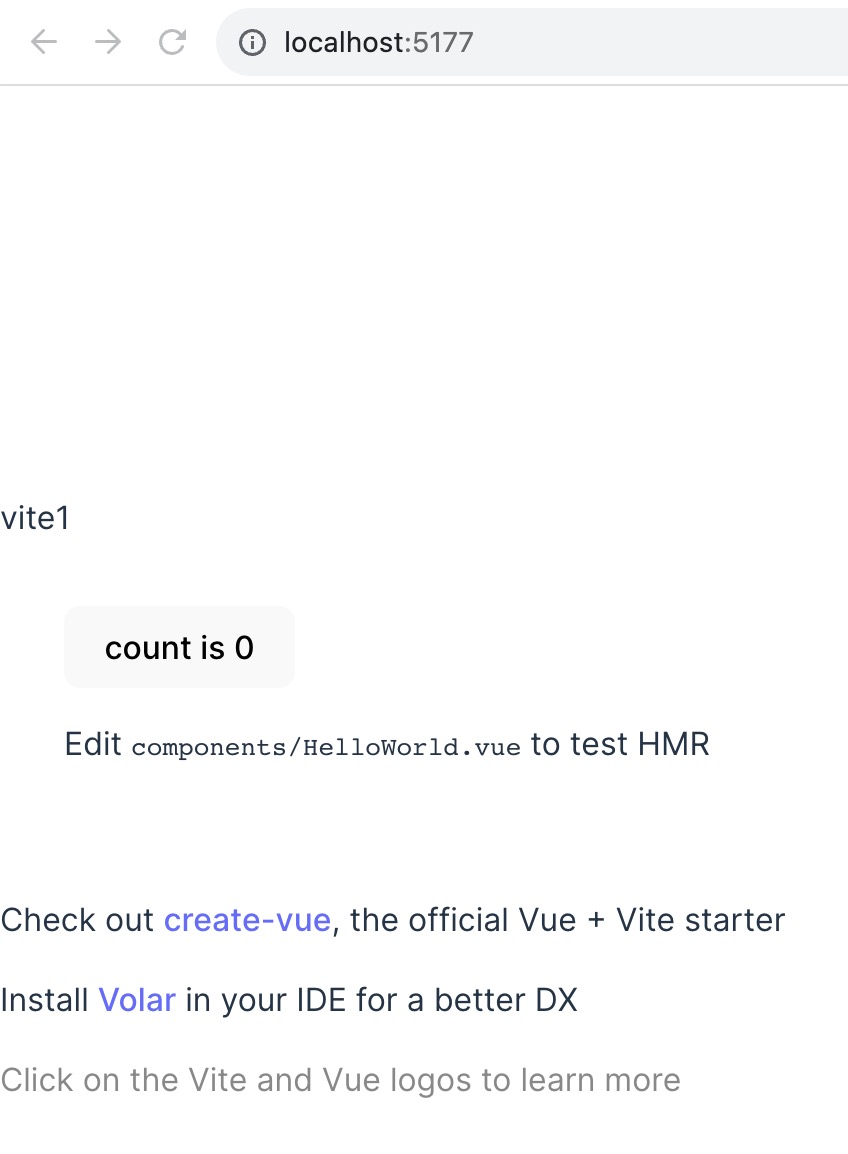 localhost:5177
vite1
count is 0
Edit components/HelloWorld.vue to test HMR
Check out create-vue, the official Vue + Vite starter
Install Volar in your IDE for a better DX
Click on the Vite and Vue logos to learn more